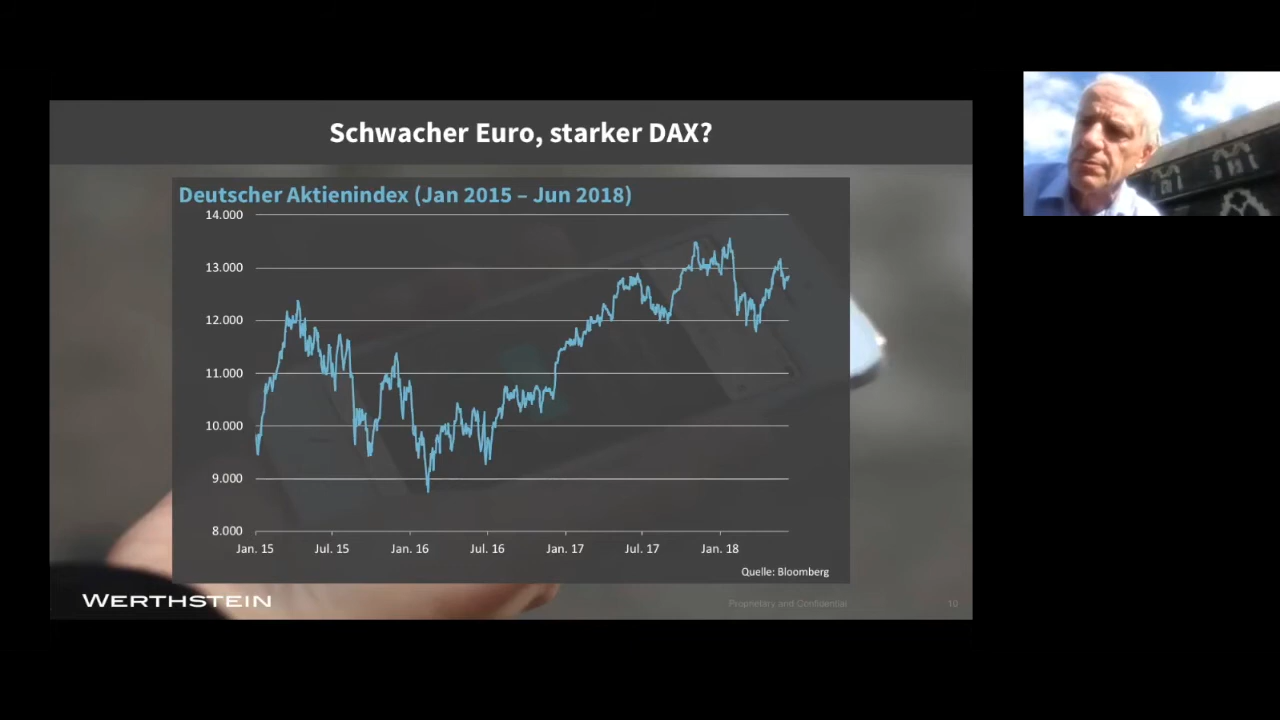 Schwacher Euro, starker DAX?
Deutscher Aktienindex (Jan 2015 – Jun 2018)
14.000
13.000
12.000
11.000
10.000
9.000
8.000
Jan. 15 Jul. 15 Jan. 16 Jul. 16 Jan. 17 Jul. 17 Jan. 18
Quelle: Bloomberg
WERTHSTEIN Proprietary and Confidential 10